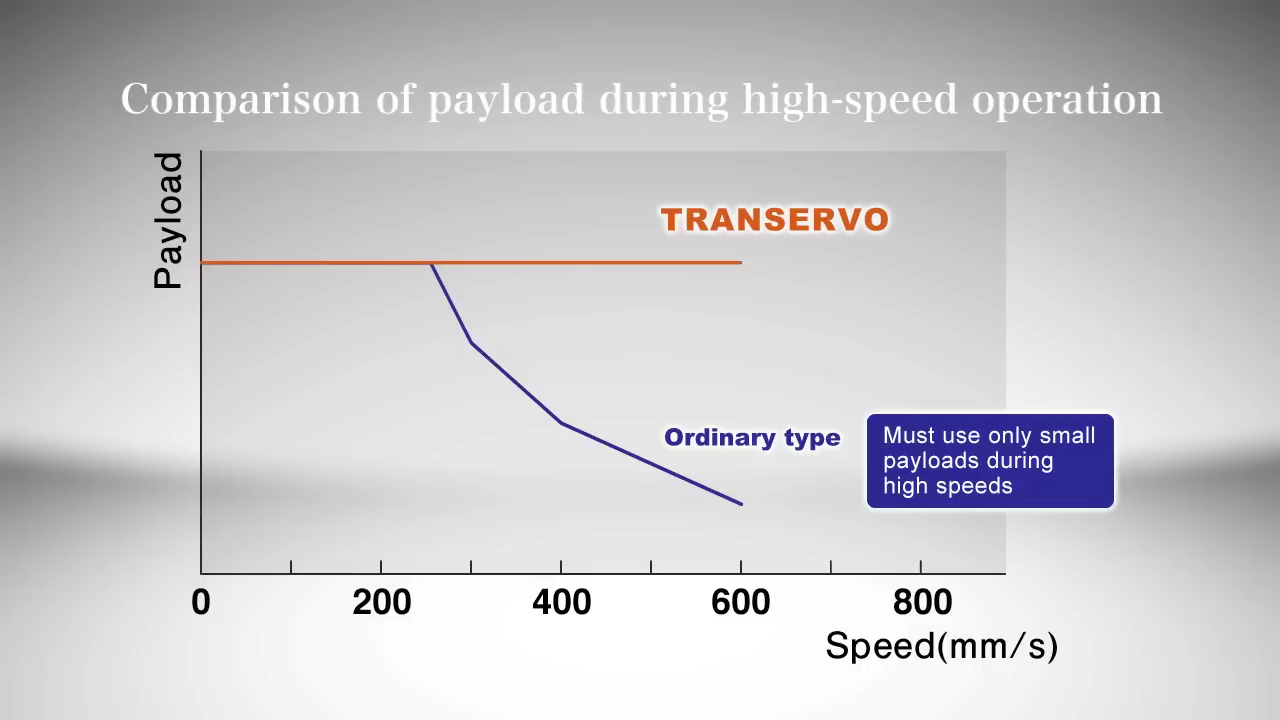 Comparison of payload during high-speed operation
Payload
TRANSERVO
Ordinary type
Must use only small
payloads during
high speeds
0 200 400 600 800
Speed(mm/s)